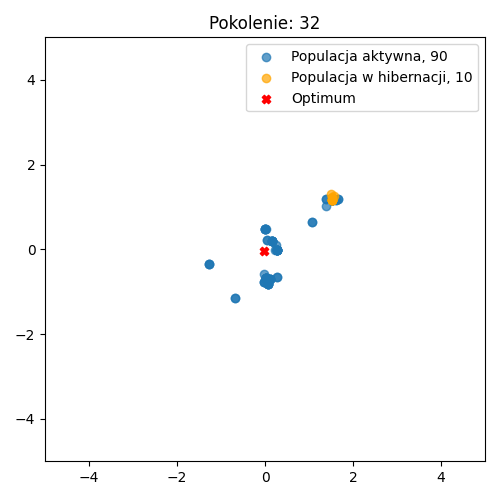 Pokolenie: 32
Populacja aktywna, 90
Populacja w hibernacji, 10
Optimum
4
2
0
−2
−4
−4 −2 0 2 4